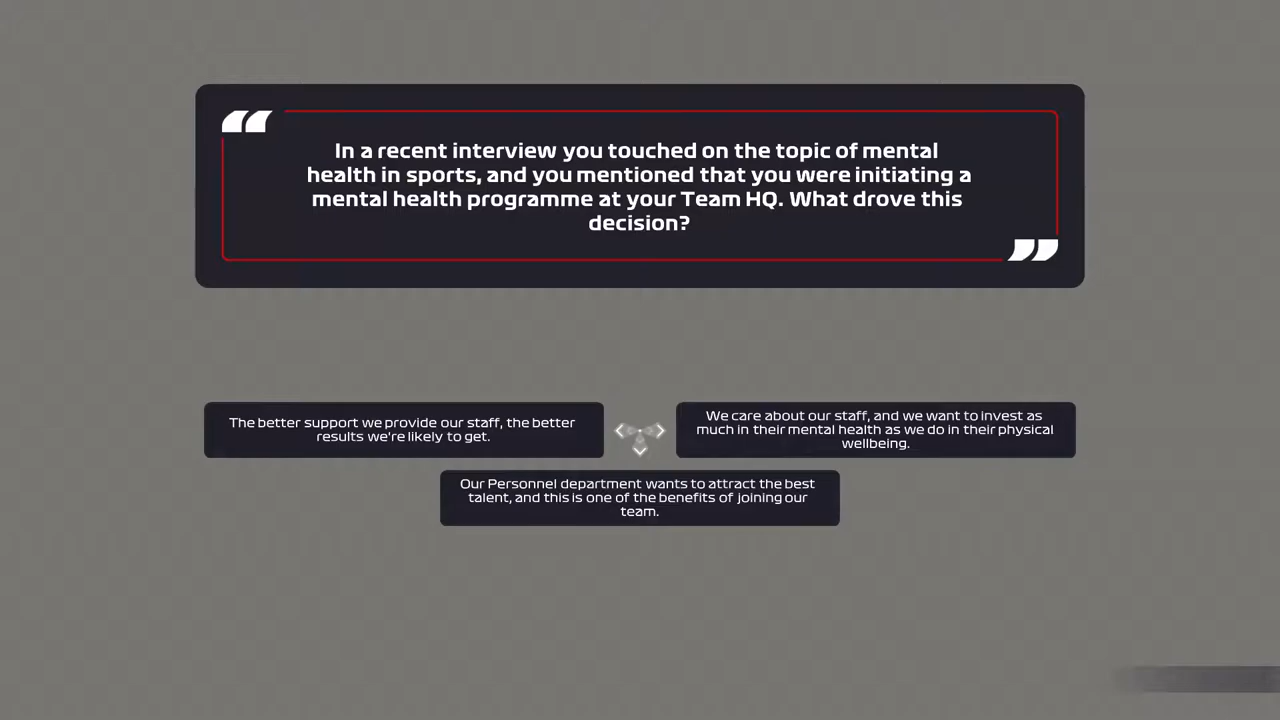 In a recent interview you touched on the topic of mental
health in sports, and you mentioned that you were initiating a
mental health programme at your Team HQ. What drove this
decision?
The better support we provide our staff, the better
results we're likely to get.
We care about our staff, and we want to invest as
much in their mental health as we do in their physical
wellbeing.
Our Personnel department wants to attract the best
talent, and this is one of the benefits of joining our
team.